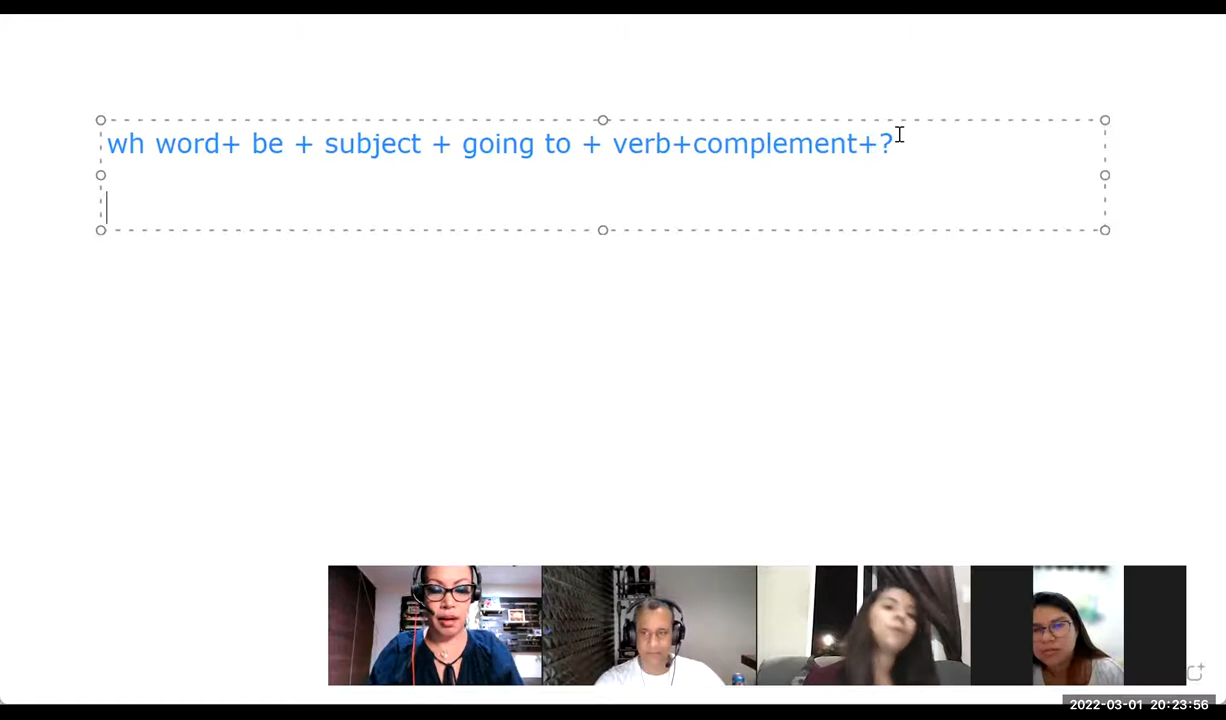 wh word+ be + subject + going to + verb+complement+?
2022-03-01 20:23:56